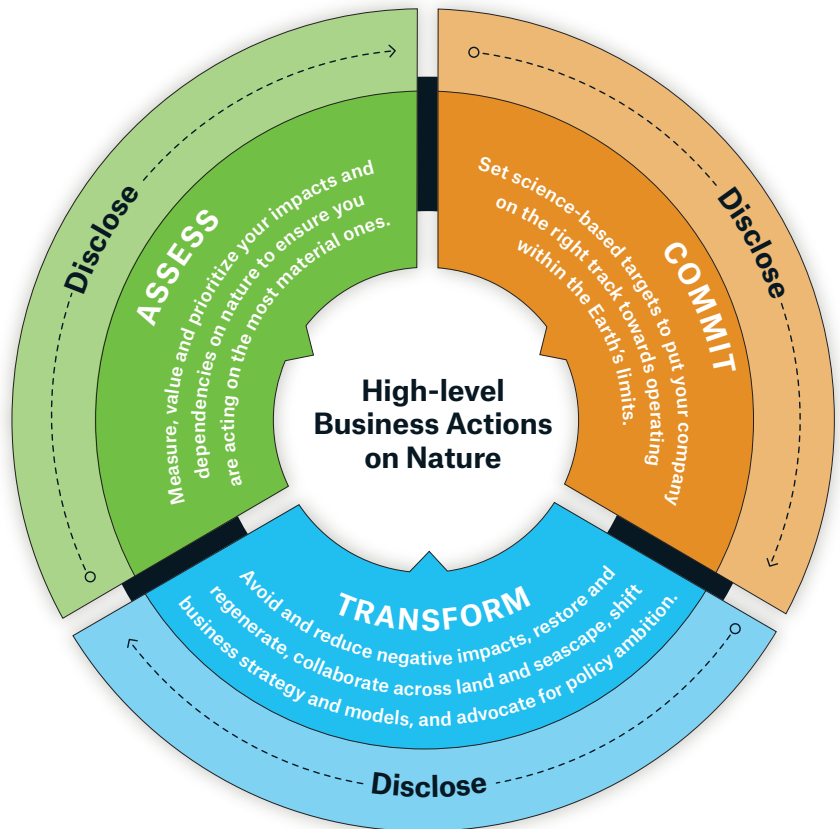 High-level
Business Actions
on Nature
Disclose
ASSESS
Measure, value and prioritize your impacts and
dependencies on nature to ensure you
are acting on the most material ones.
Disclose
COMMIT
Set science-based targets to put your company
on the right track towards operating
within the Earth's limits.
TRANSFORM
Avoid and reduce negative impacts, restore and
regenerate, collaborate across land and seascape, shift
business strategy and models, and advocate for policy ambition.
Disclose